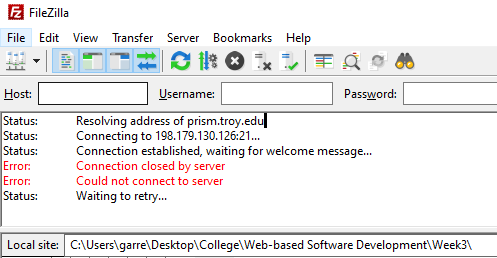 FileZilla
File Edit View Transfer Server Bookmarks Help
Host: Username: Password:
Status: Resolving address of prism.troy.edu
Status: Connecting to 198.179.130.126:21...
Status: Connection established, waiting for welcome message...
Error: Connection closed by server
Error: Could not connect to server
Status: Waiting to retry...
Local site: C:\Users\garre\Desktop\College\Web-based Software Development\Week3\